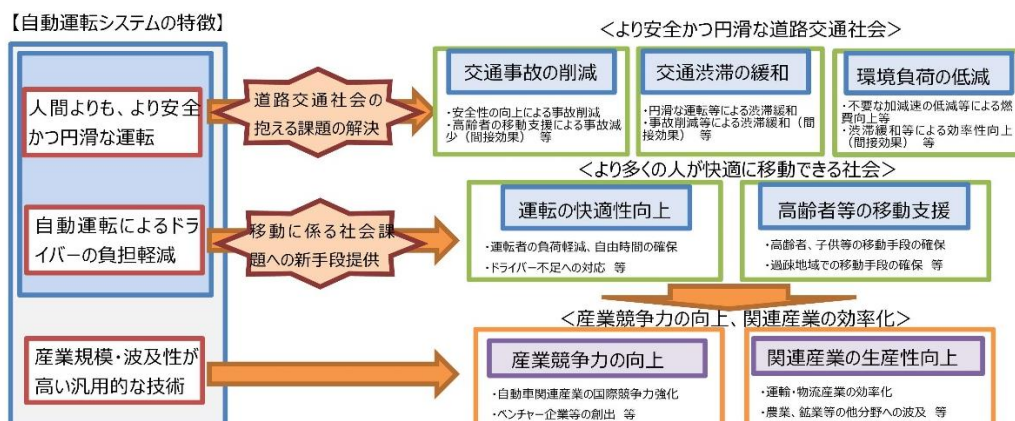 【自動運転システムの特徴】
人間よりも、より安全
かつ円滑な運転
道路交通社会の
抱える課題の解決
＜より安全かつ円滑な道路交通社会＞
交通事故の削減
・安全性の向上による事故削減
・高齢者の移動支援による事故減
少（間接効果） 等
交通渋滞の緩和
・円滑な運転等による渋滞緩和
・事故削減等による渋滞緩和（間
接効果） 等
環境負荷の低減
・不要な加減速の低減等による燃
費向上等
・渋滞緩和等による効率性向上
（間接効果） 等
自動運転によるドラ
イバーの負担軽減
移動に係る社会課
題への新手段提供
＜より多くの人が快適に移動できる社会＞
運転の快適性向上
・運転者の負荷軽減、自由時間の確保
・ドライバー不足への対応 等
高齢者等の移動支援
・高齢者、子供等の移動手段の確保
・過疎地域での移動手段の確保 等
産業規模・波及性が
高い汎用的な技術
＜産業競争力の向上、関連産業の効率化＞
産業競争力の向上
・自動車関連産業の国際競争力強化
・ベンチャー企業等の創出 等
関連産業の生産性向上
・運輸・物流産業の効率化
・農業、鉱業等の他分野への波及 等